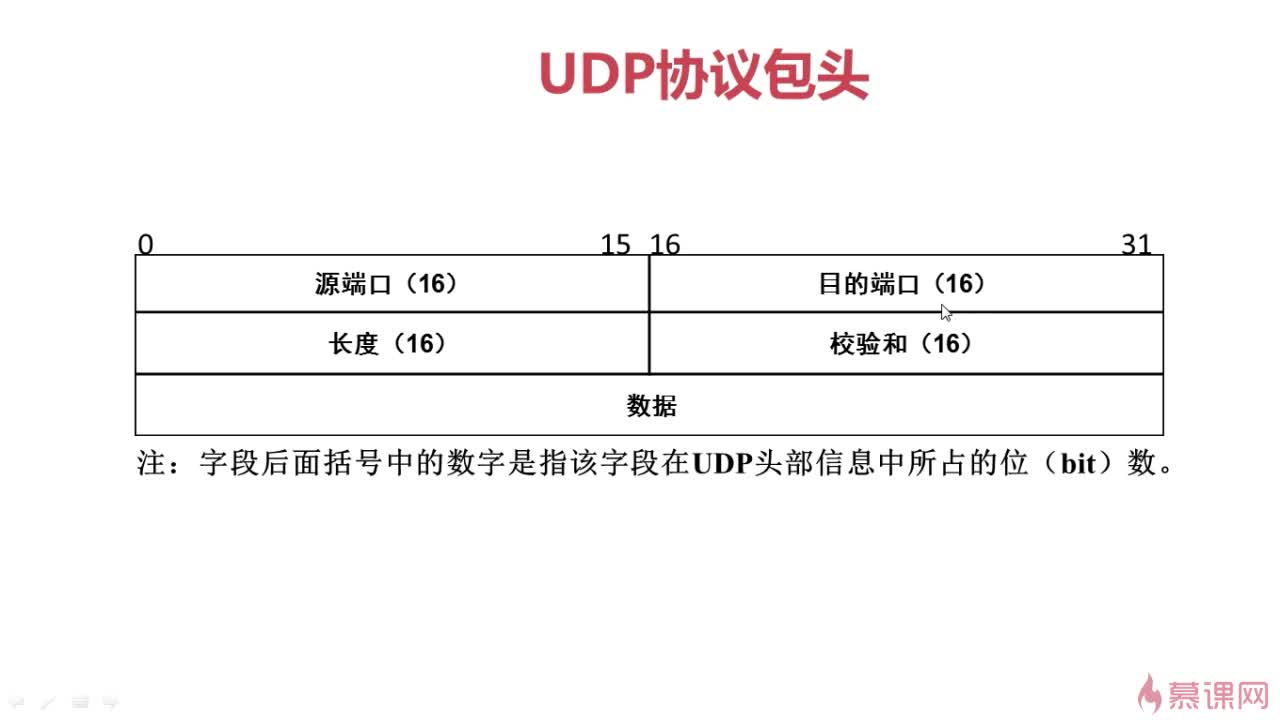 UDP协议包头
0 15 16 31
源端口（16） 目的端口（16）
长度（16） 校验和（16）
数据
注：字段后面括号中的数字是指该字段在UDP头部信息中所占的位（bit）数。
慕课网